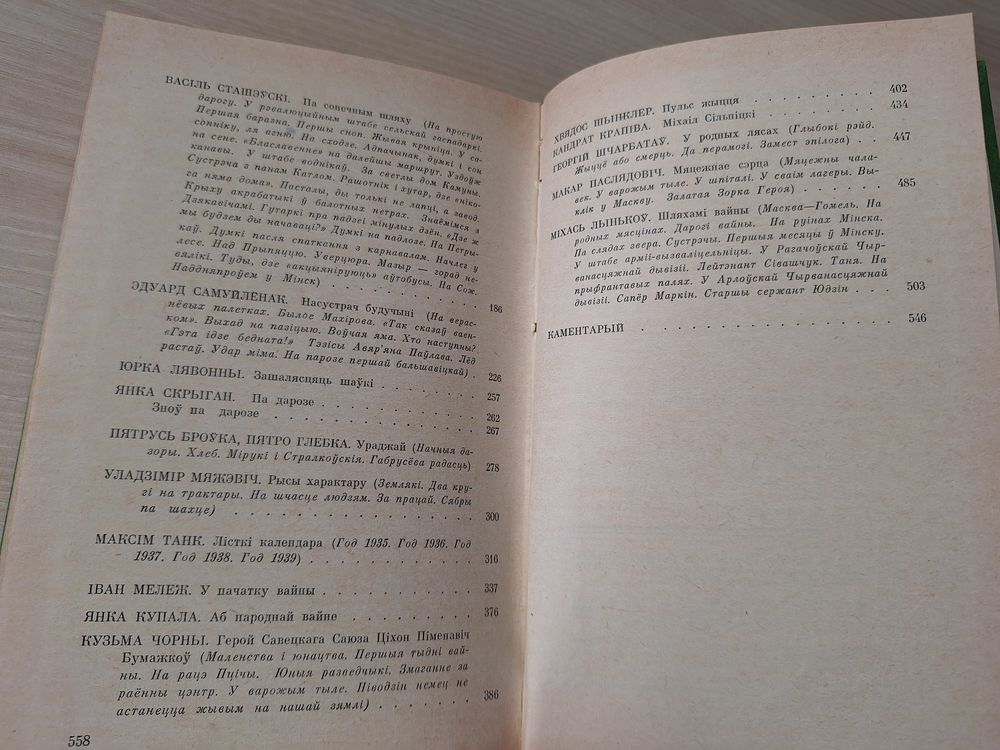 ВАСІЛЬ СТАШЭЎСКІ. Па сонечным шляху (На простую
дарогу. У рэвалюцыйным штабе сельскай гаспадаркі.
Першая баразна. Першы сноп. Жывая крыніца. У са-
сонніку, ля агню. На сходзе. Адпачынак, думкі і сон
на сене. «Блаславенне» на далейшы маршрут. Уздоўж
канавы. У штабе воднікаў. За светлы дом Камуны.
Сустрэча з панам Катлом. Рашотнік і хутар, дзе «ніко-
га няма дома». Пасталы, ды толькі не лапці, а завод.
Крыху акрабатыкі ў балотных нетрах. Знаёмімся з
Дзякавічамі. Гутаркі пра падзеі мінулых дзён. «Дзе ж
мы будзем ды начаваці?» Думкі на падлозе. На Петры-
каў. Думкі пасля спаткання з карнавалам. Начлег у
лесе. Над Прыпяццю. Уверцюра. Мазыр — горад не-
вялікі. Туды, дзе «акцыяніруюць» аўтобусы. На Сож.
Наддняпроўем у Мінск) . . . . . . . . . . 186
ЭДУАРД САМУЙЛЕНАК. Насустрач будучыні (На верас-
нёвых палетках. Былое Махірова. «Так сказаў ваен-
ком». Выхад на пазіцыю. Воўчая яма. Хто наступны?
«Гэта ідзе бедната!» Тэзісы Авяр'яна Паўлава. Лёд
растаў. Удар міма. На парозе першай бальшавіцкай) . 226
ЮРКА ЛЯВОННЫ. Зашалясцяць шаўкі . . . . . . . 257
ЯНКА СКРЫГАН. Па дарозе . . . . . . . . . . 262
Зноў па дарозе . . . . . . . . . . . . 267
ПЯТРУСЬ БРОЎКА, ПЯТРО ГЛЕБКА. Ураджай (Начныя да-
зоры. Хлеб. Мірукі і Стралкоўскія. Габрусёва радасць) 278
УЛАДЗІМІР МЯЖЭВІЧ. Рысы характару (Землякі. Два кру-
гі на трактары. На шчасце людзям. За працай. Сябры
па шахце) . . . . . . . . . . . . . . 300
МАКСІМ ТАНК. Лісткі календара (Год 1935. Год 1936. Год
1937. Год 1938. Год 1939) . . . . . . . . . . 316
ІВАН МЕЛЕЖ. У пачатку вайны . . . . . . . . . 337
ЯНКА КУПАЛА. Аб народнай вайне . . . . . . . . 376
КУЗЬМА ЧОРНЫ. Герой Савецкага Саюза Ціхон Піменавіч
Бумажкоў (Маленства і юнацтва. Першыя тыдні вай-
ны. На рацэ Пцічы. Юныя разведчыкі. Змаганне за
раённы цэнтр. У варожым тыле. Ніводзін немец не
астанецца жывым на нашай зямлі) . . . . . . . 386
558
ХВЯДОС ШЫНКЛЕР. Пульс жыцця . . . . . . . . 402
КАНДРАТ КРАПІВА. Міхаіл Сільніцкі . . . . . . . 434
ГЕОРГІЙ ШЧАРБАТАЎ. У родных лясах (Глыбокі рэйд.
Жыццё або смерць. Да перамогі. Замест эпілога) . . 447
МАКАР ПАСЛЯДОВІЧ. Мяцежнае сэрца (Мяцежны чала-
век. У варожым тыле. У шпіталі. У сваім лагеры. Вы-
клік у Маскву. Залатая Зорка Героя) . . . . . . . 485
МІХАСЬ ЛЫНЬКОЎ. Шляхамі вайны (Масква—Гомель. На
родных мясцінах. Дарогі вайны. На руінах Мінска.
Па слядах звера. Сустрэчы. Першыя месяцы ў Мінску.
У штабе арміі-вызваліцельніцы. У Рагачоўскай Чыр-
ванасцяжнай дывізіі. Лейтэнант Сівашчук. Таня. На
прыфрантавых палях. У Арлоўскай Чырванасцяжнай
дывізіі. Сапёр Маркін. Старшы сержант Юдзін . . . 503
КАМЕНТАРЫЙ . . . . . . . . . . . . . 546